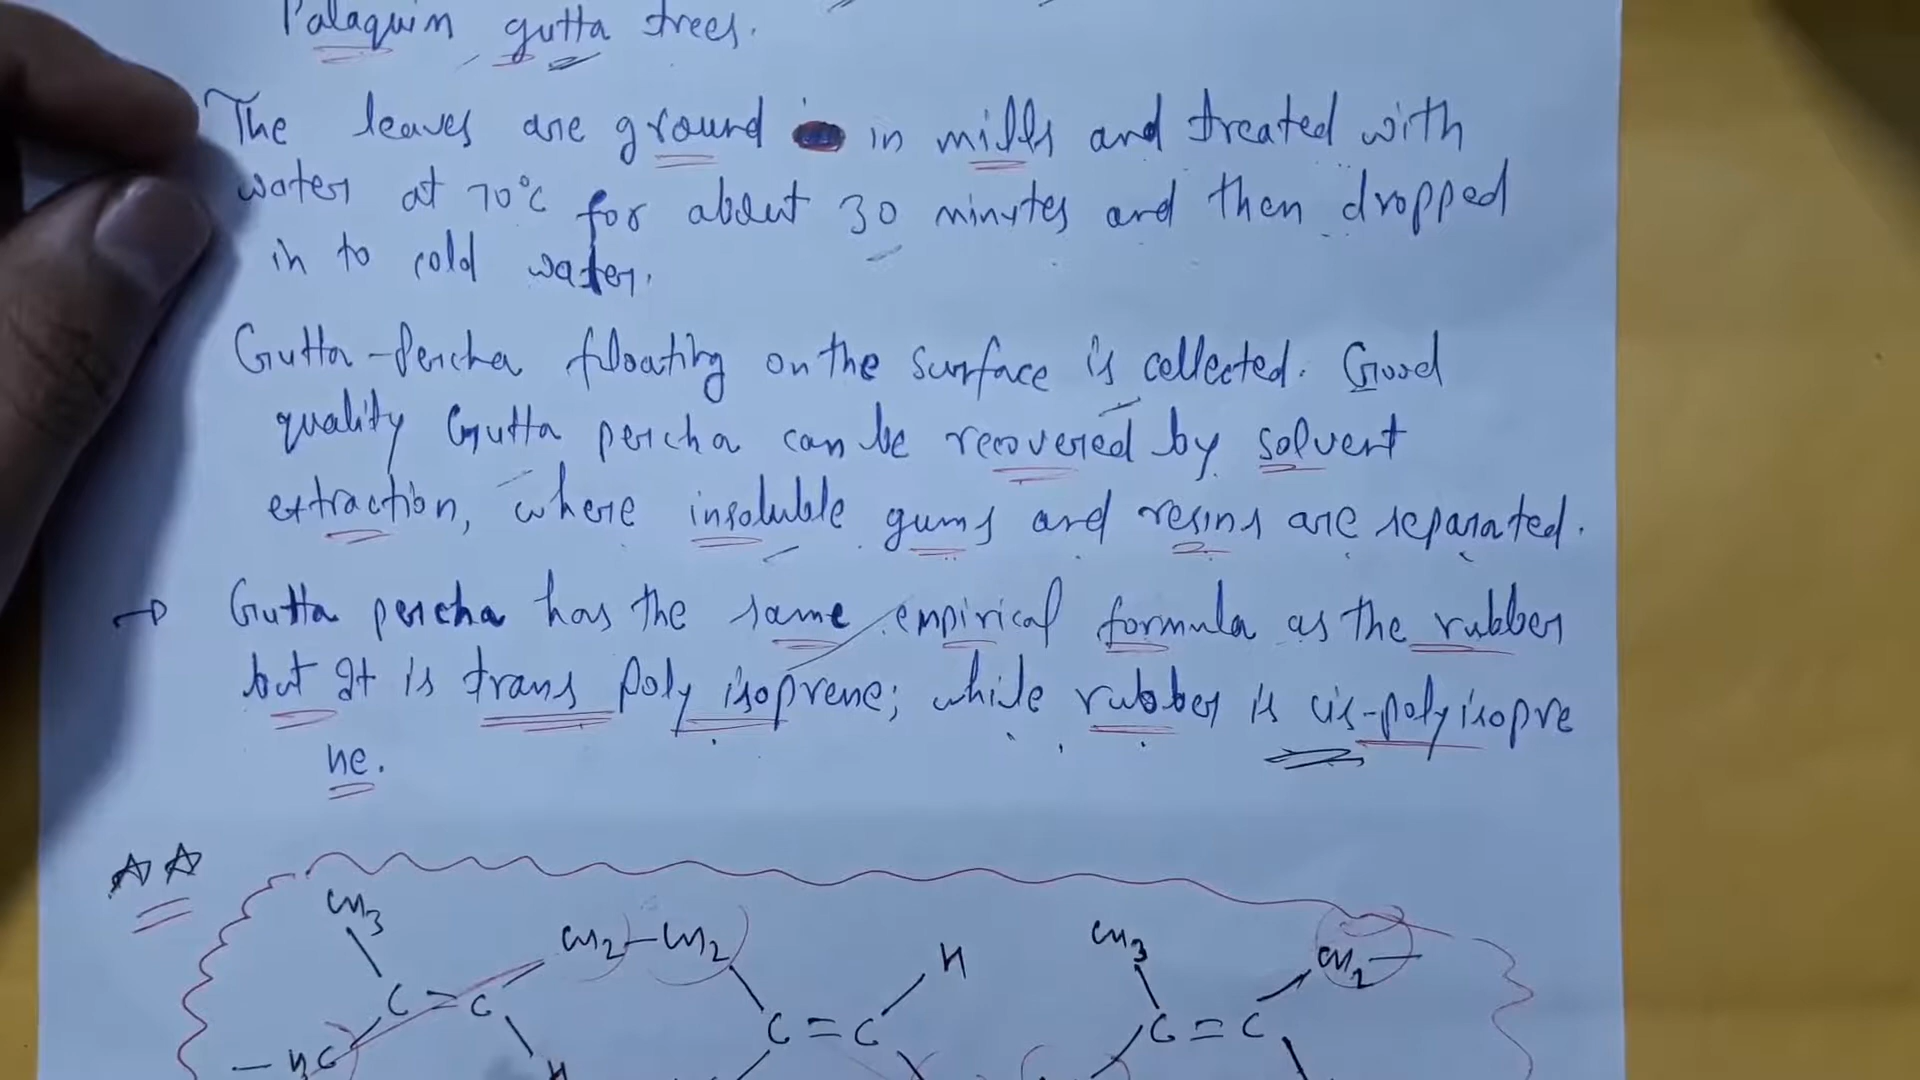 Palaquim gutta trees.
The leaves are ground in mills and treated with
water at 70°C for about 30 minutes and then dropped
in to cold water.
Gutta-Percha floating on the surface is collected. Good
quality Gutta percha can be recovered by solvent
extraction, where insoluble gums and resins are separated.
→ Gutta percha has the same empirical formula as the rubber
but It is trans Poly isoprene; while rubber is cis-polyisopre
ne.
CH3 CH2-CH2 H CH3 CH2-
C=C C=C C=C
-H2C H